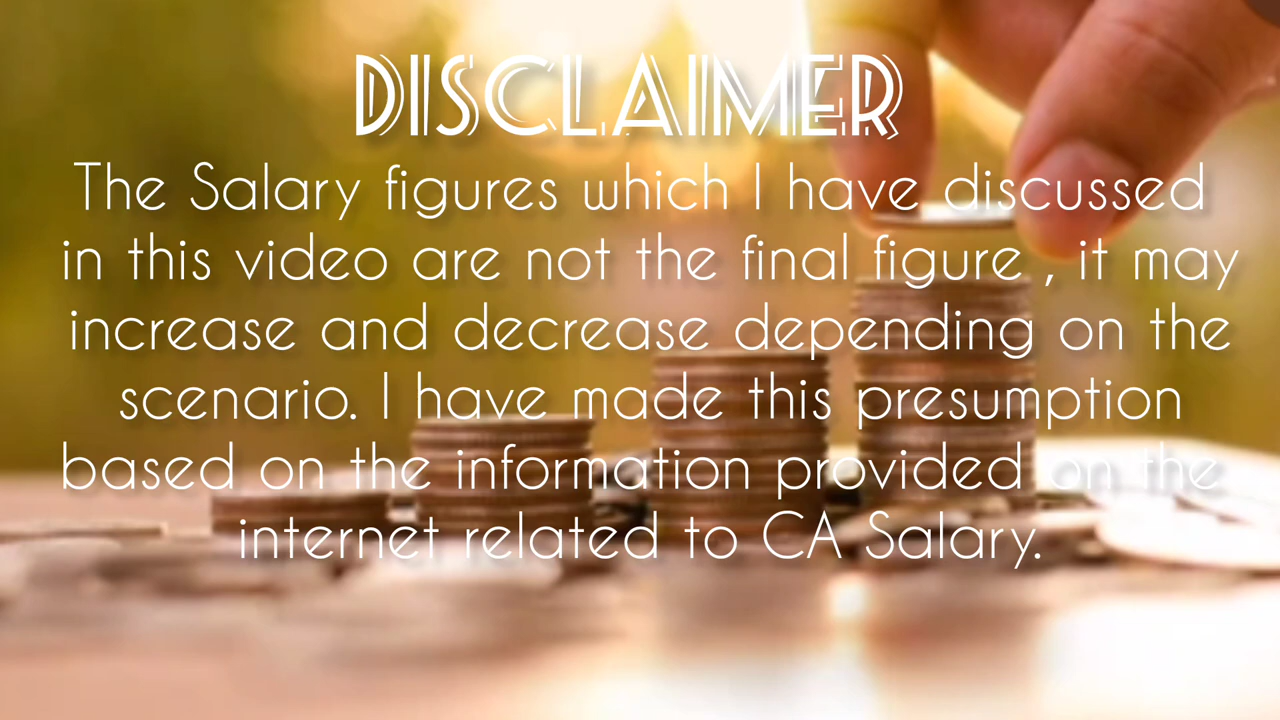 DISCLAIMER
The Salary figures which I have discussed
in this video are not the final figure , it may
increase and decrease depending on the
scenario. I have made this presumption
based on the information provided on the
internet related to CA Salary.